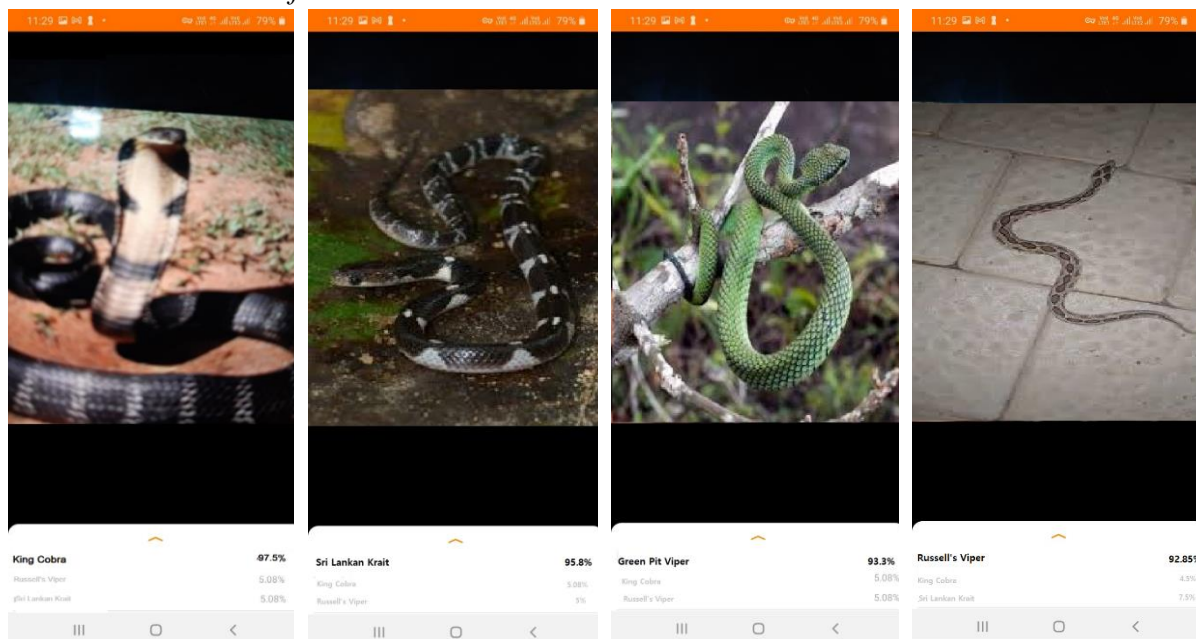 11:29
79%
King Cobra 97.5%
Russell's Viper 5.08%
Sri Lankan Krait 5.08%
11:29
79%
Sri Lankan Krait 95.8%
King Cobra 5.08%
Russell's Viper 5%
11:29
79%
Green Pit Viper 93.3%
King Cobra 5.08%
Russell's Viper 5.08%
11:29
79%
Russell's Viper 92.85%
King Cobra 4.5%
Sri Lankan Krait 7.5%